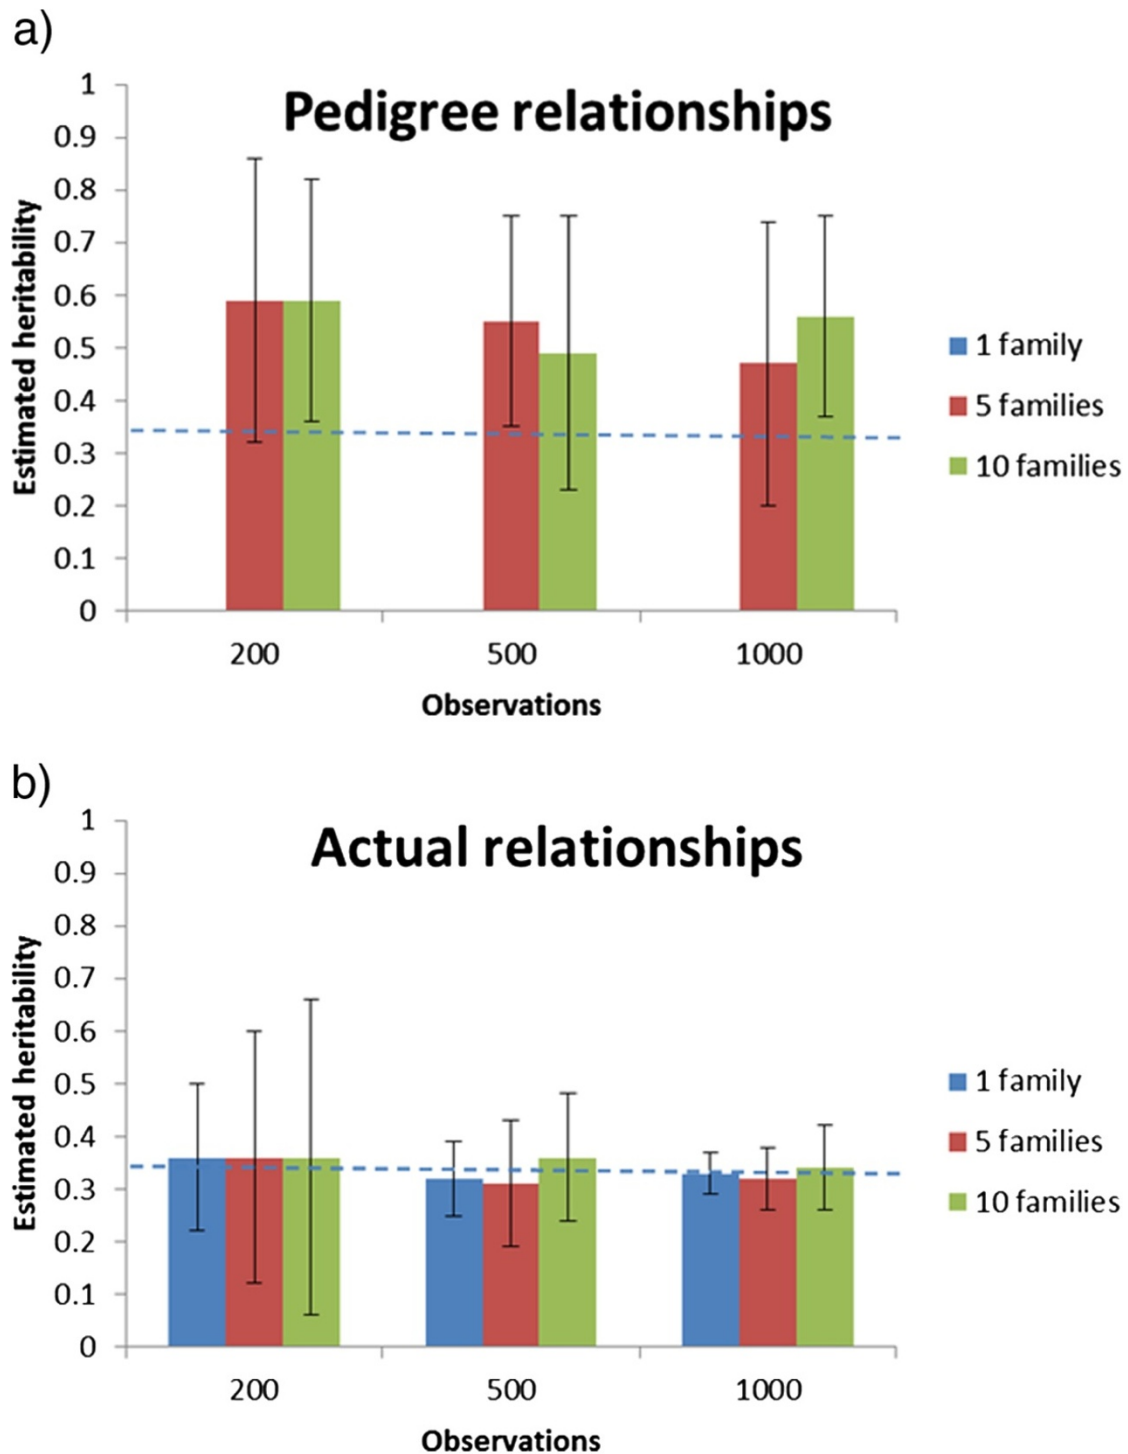 a)
Pedigree relationships
Estimated heritability
1
0.9
0.8
0.7
0.6
0.5
0.4
0.3
0.2
0.1
0
200 500 1000
Observations
1 family
5 families
10 families
b)
Actual relationships
Estimated heritability
1
0.9
0.8
0.7
0.6
0.5
0.4
0.3
0.2
0.1
0
200 500 1000
Observations
1 family
5 families
10 families